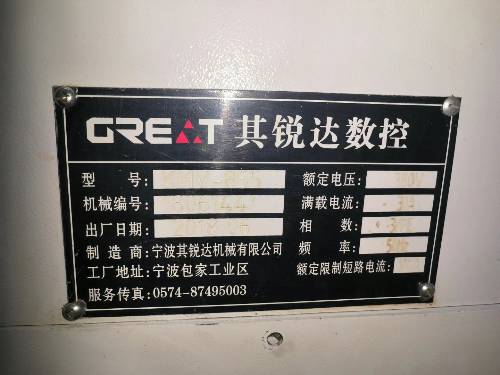 GREAT 其锐达数控
型 号: 额定电压:
机械编号: 满载电流:
出厂日期: 相 数:
制 造 商:宁波其锐达机械有限公司 频 率:
工厂地址:宁波包家工业区 额定限制短路电流:
服务传真:0574-87495003